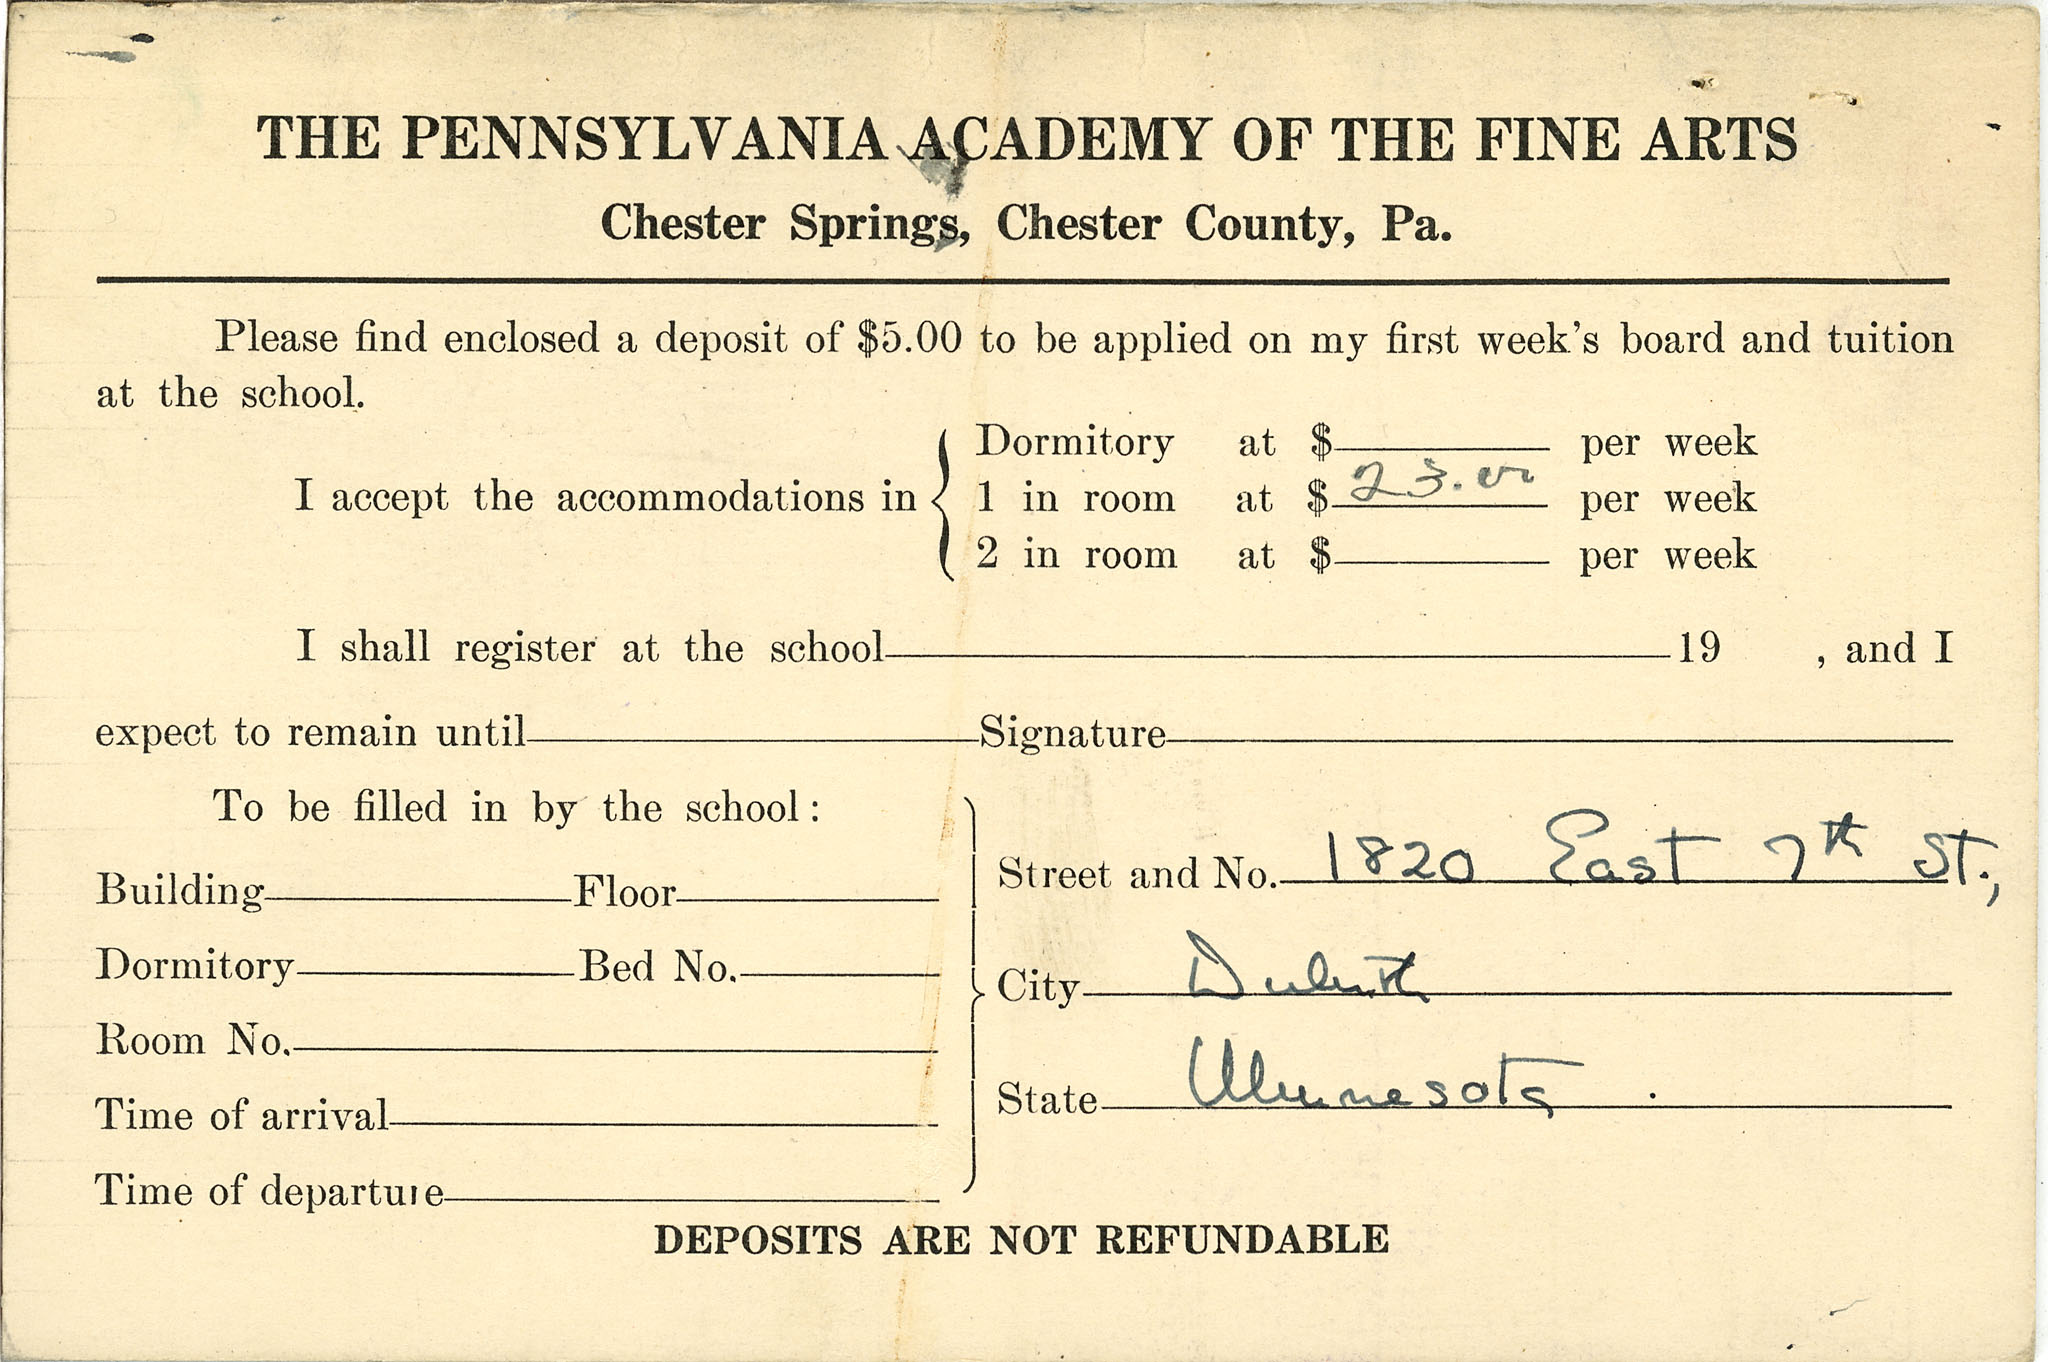 THE PENNSYLVANIA ACADEMY OF THE FINE ARTS
Chester Springs, Chester County, Pa.
Please find enclosed a deposit of $5.00 to be applied on my first week's board and tuition
at the school.
I accept the accommodations in
Dormitory at $ per week
1 in room at $ 23.00 per week
2 in room at $ per week
I shall register at the school 19 , and I
expect to remain until Signature
To be filled in by the school:
Building Floor
Dormitory Bed No.
Room No.
Time of arrival
Time of departure
Street and No. 1820 East 7th St.,
City Duluth
State Minnesota .
DEPOSITS ARE NOT REFUNDABLE